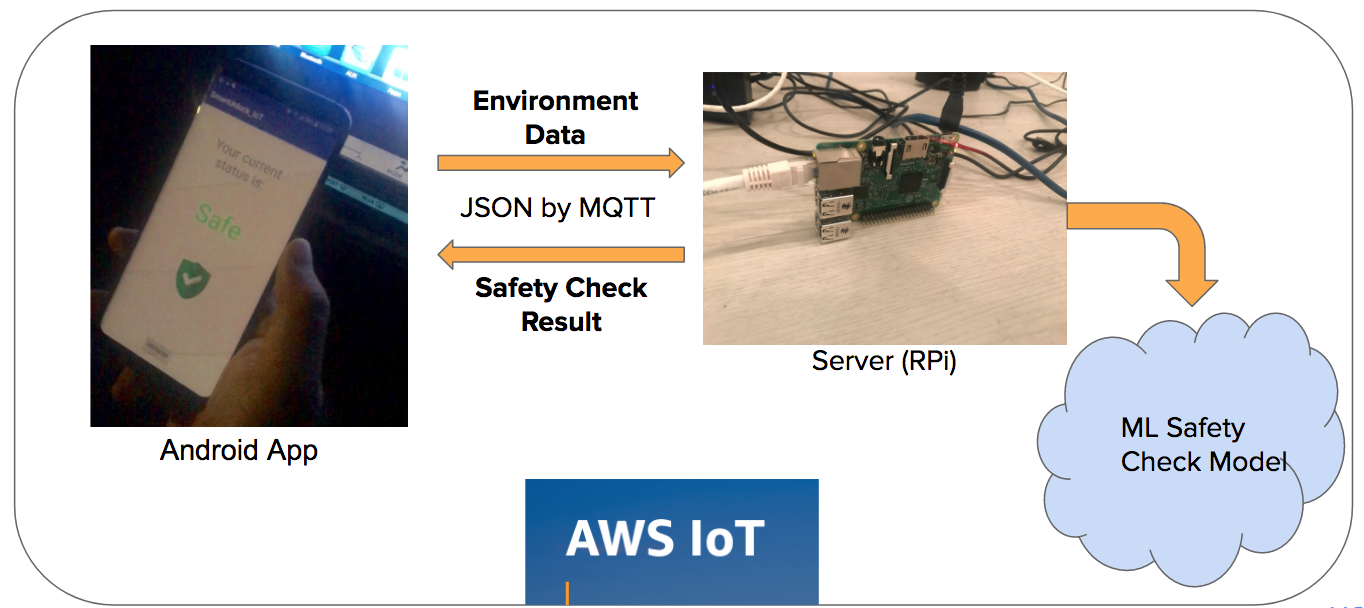 Environment
Data
JSON by MQTT
Safety Check
Result
SmartUnlock_IoT
Your current
status is:
Safe
Android App
Server (RPi)
ML Safety
Check Model
AWS IoT